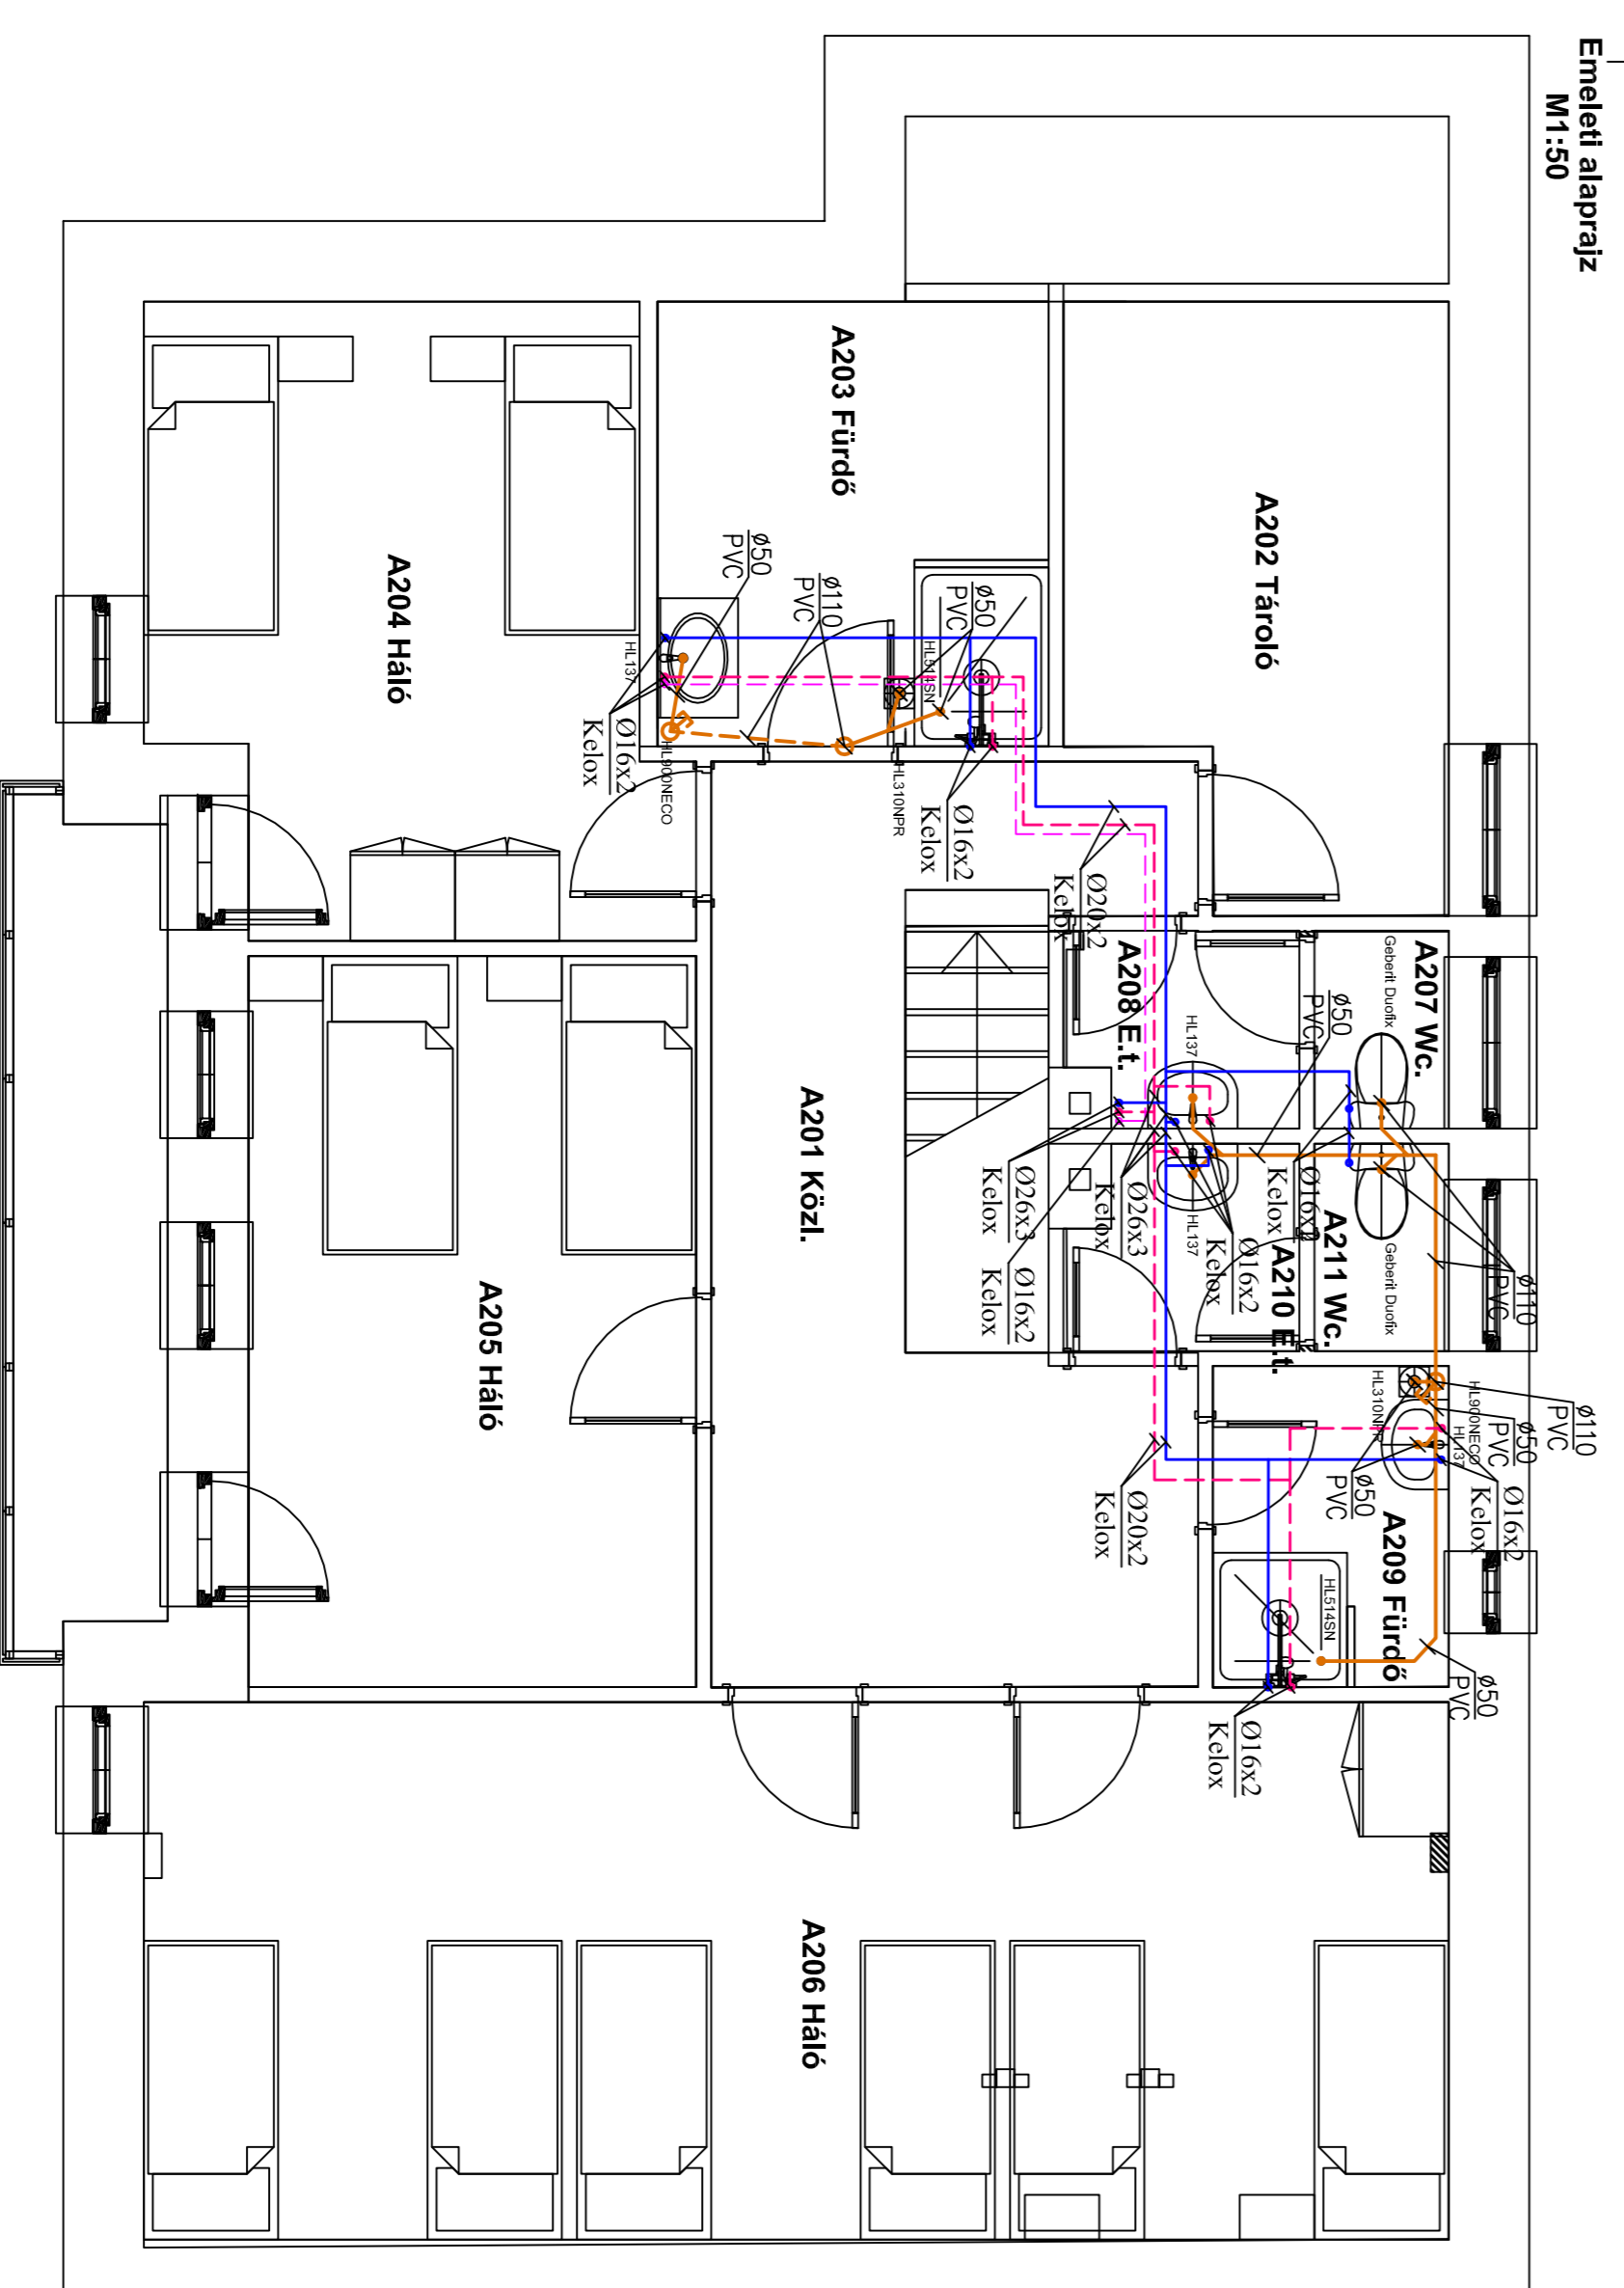 Emeleti alaprajz
M1:50
A202 Tároló
A203 Fürdő
A204 Háló
Ø50
PVC
Ø110
PVC
Ø50
PVC
HL514SN
HL137
Ø16x2
Kelox
HL900NECO
HL310NPR
Ø16x2
Kelox
Ø20x2
Kelox
A207 Wc.
Geberit Duofix
A208 E.t.
HL137
Ø50
PVC
A201 Közl.
A205 Háló
Ø26x3
Kelox
Ø26x3
Kelox
Ø16x2
Kelox
Ø16x2
Kelox
Ø16x2
Kelox
HL137
A211 Wc.
Geberit Duofix
A210 E.t.
Ø110
PVC
Ø110
PVC
Ø50
PVC
HL900NECO
HL137
HL310NPR
Ø50
PVC
Ø16x2
Kelox
A209 Fürdő
HL514SN
Ø20x2
Kelox
Ø50
PVC
Ø16x2
Kelox
A206 Háló